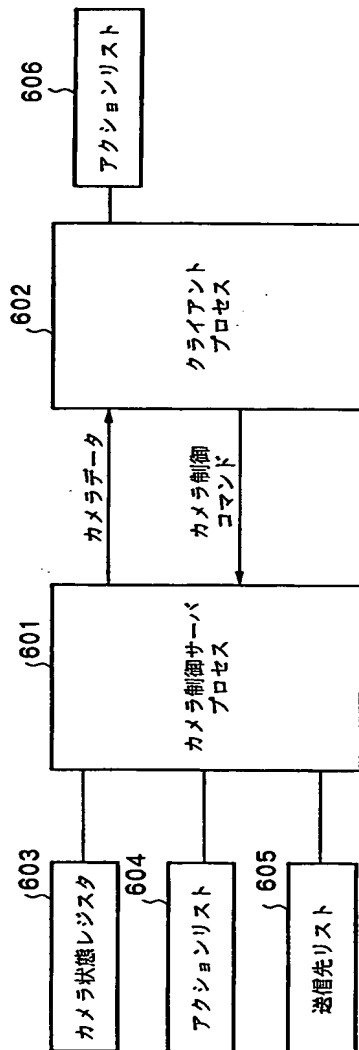 603
カメラ状態レジスタ
604
アクションリスト
605
送信先リスト
601
カメラ制御サーバ
プロセス
カメラデータ
カメラ制御
コマンド
602
クライアント
プロセス
606
アクションリスト